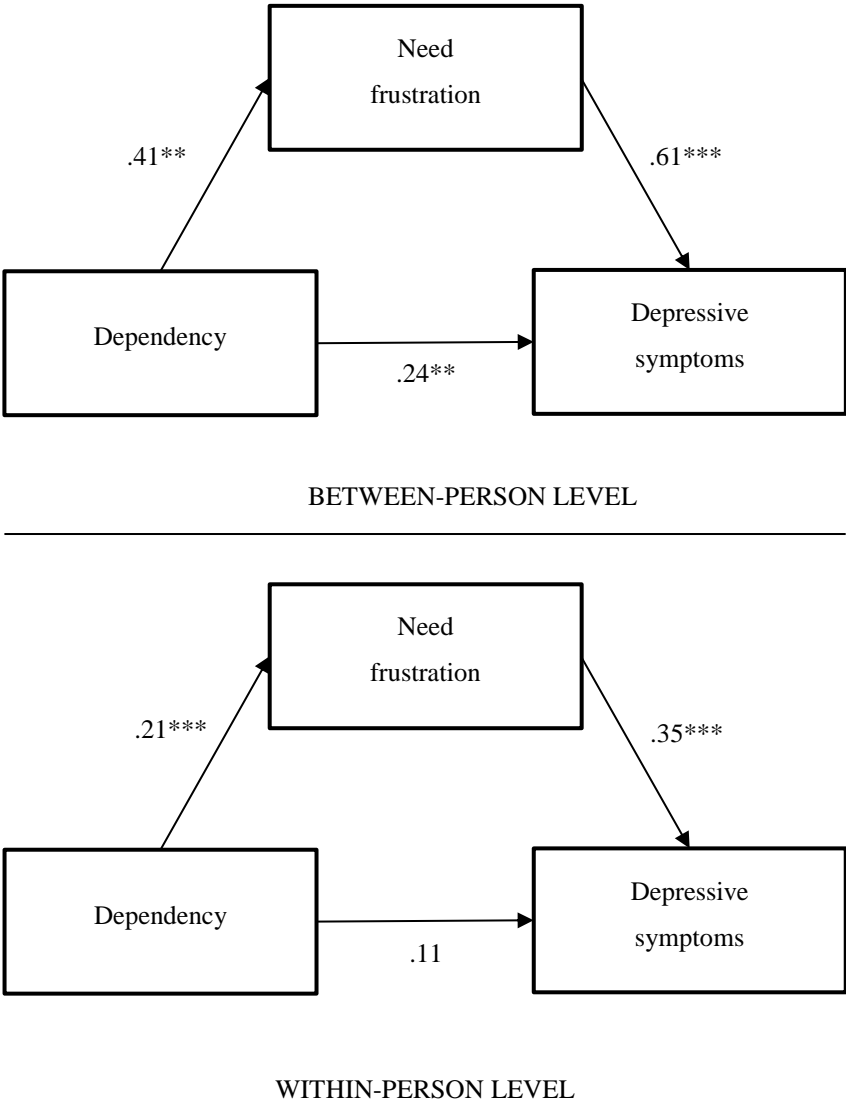 Need
frustration
.41**
.61***
Dependency
Depressive
symptoms
.24**
BETWEEN-PERSON LEVEL
Need
frustration
.21***
.35***
Dependency
Depressive
symptoms
.11
WITHIN-PERSON LEVEL